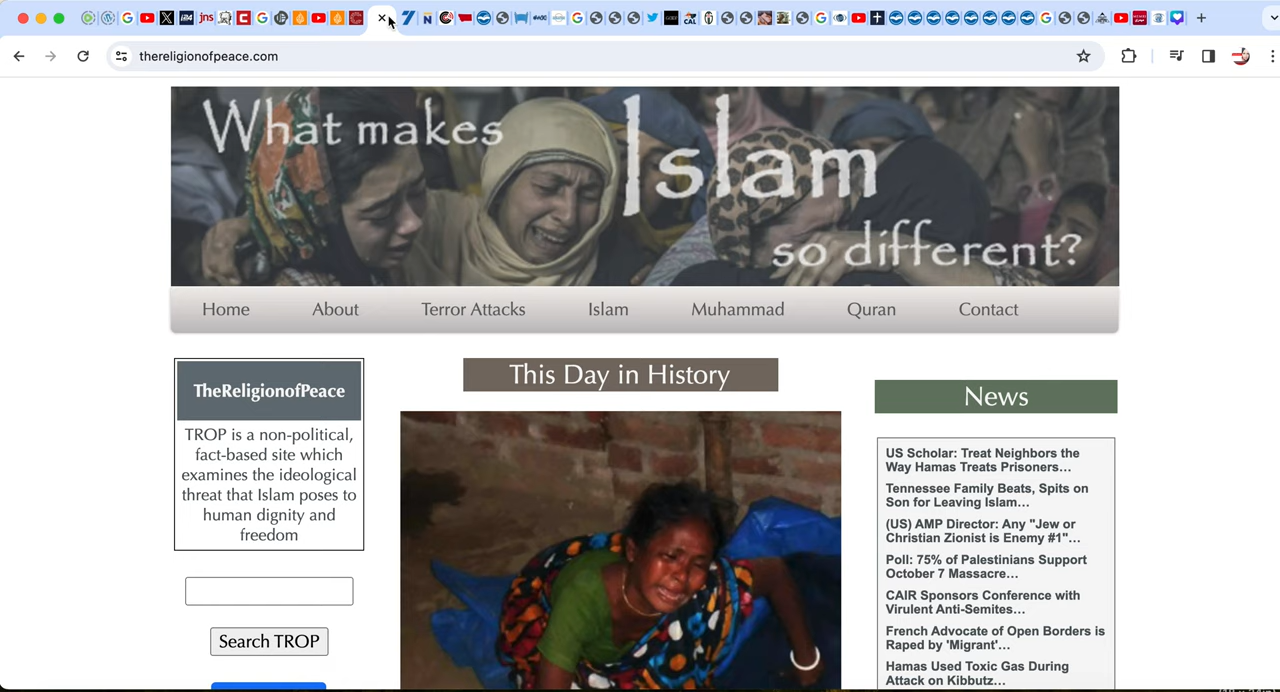 jns
thereligionofpeace.com
What makes
Islam
so different?
Home
About
Terror Attacks
Islam
Muhammad
Quran
Contact
TheReligionofPeace
TROP is a non-political,
fact-based site which
examines the ideological
threat that Islam poses to
human dignity and
freedom
Search TROP
This Day in History
News
US Scholar: Treat Neighbors the
Way Hamas Treats Prisoners...
Tennessee Family Beats, Spits on
Son for Leaving Islam...
(US) AMP Director: Any "Jew or
Christian Zionist is Enemy #1"...
Poll: 75% of Palestinians Support
October 7 Massacre...
CAIR Sponsors Conference with
Virulent Anti-Semites...
French Advocate of Open Borders is
Raped by 'Migrant'...
Hamas Used Toxic Gas During
Attack on Kibbutz...